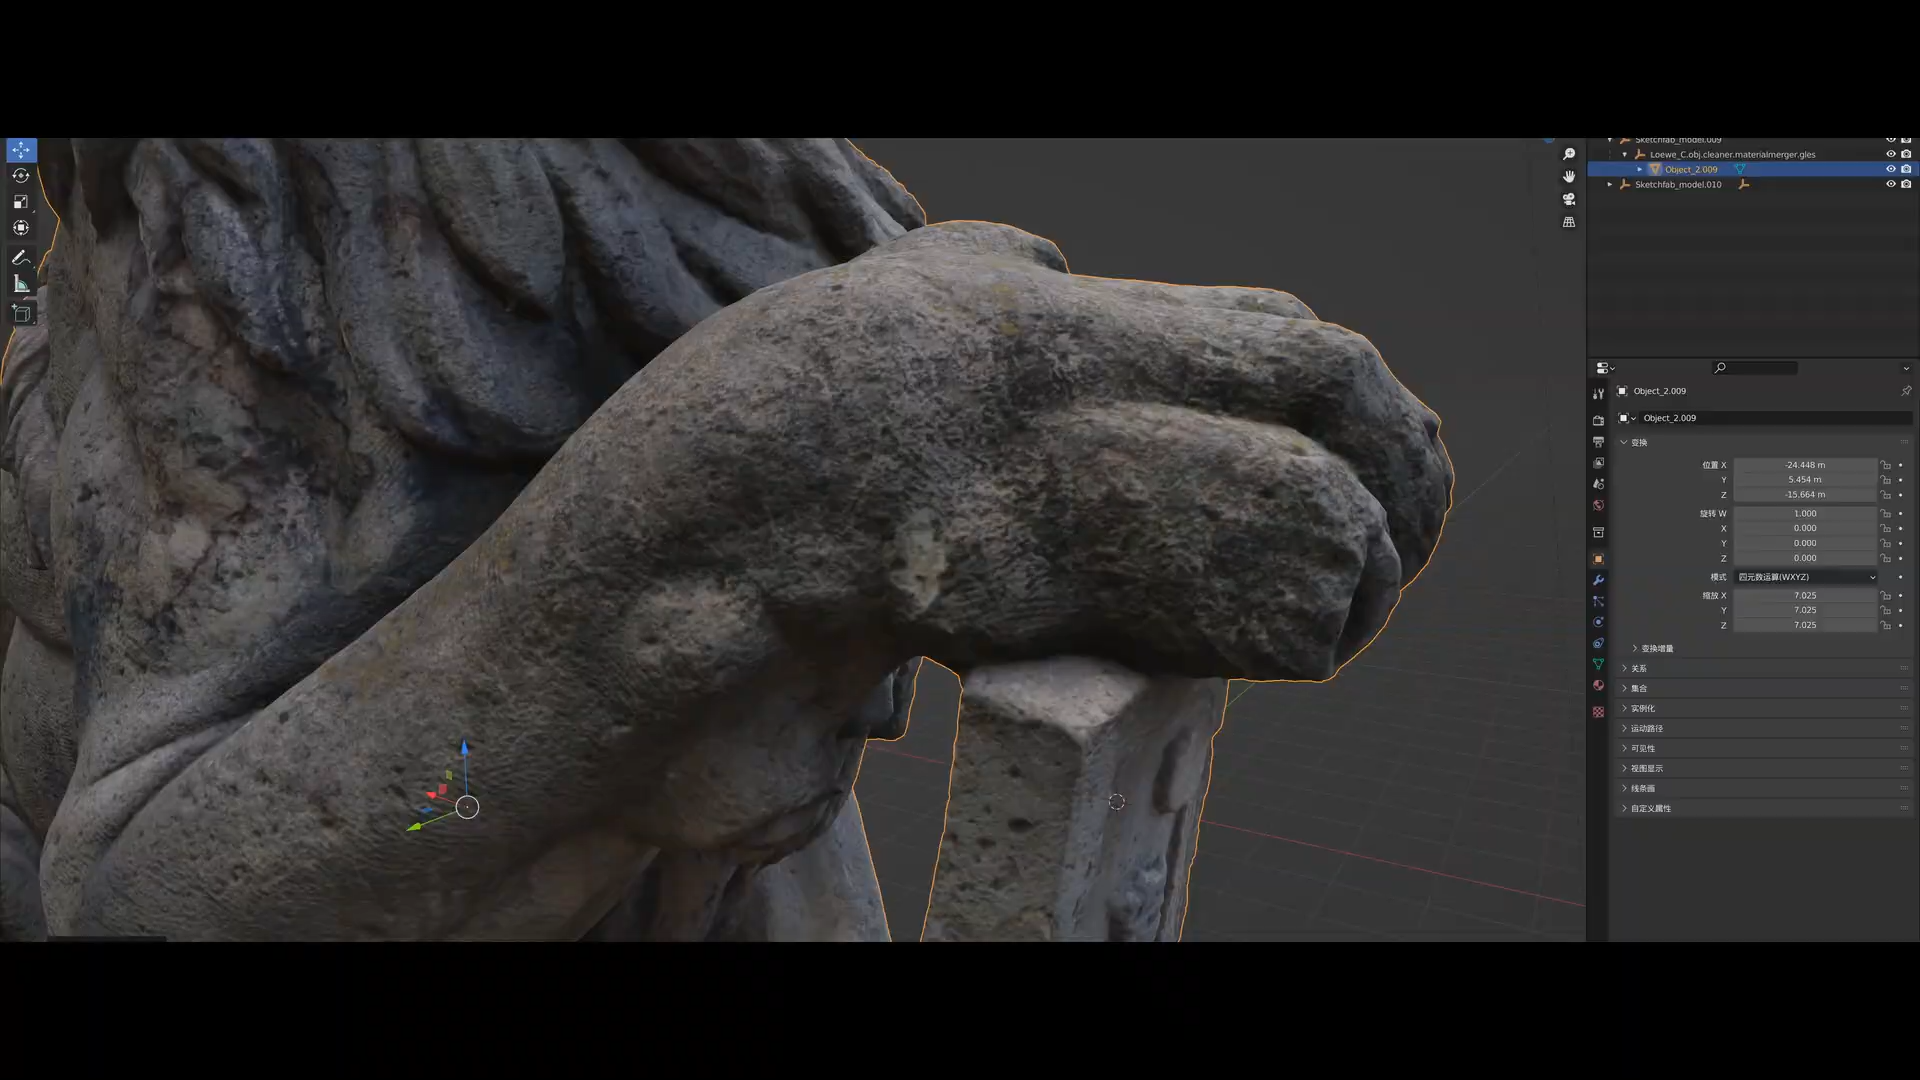 Sketchfab_model.009
Loewe_C.obj.cleaner.materialmerger.gles
Object_2.009
Sketchfab_model.010
Object_2.009
Object_2.009
变换
位置 X -24.448 m
Y 5.454 m
Z -15.664 m
旋转 W 1.000
X 0.000
Y 0.000
Z 0.000
模式 四元数运算(WXYZ)
缩放 X 7.025
Y 7.025
Z 7.025
变换增量
关系
集合
实例化
运动路径
可见性
视图显示
线条画
自定义属性